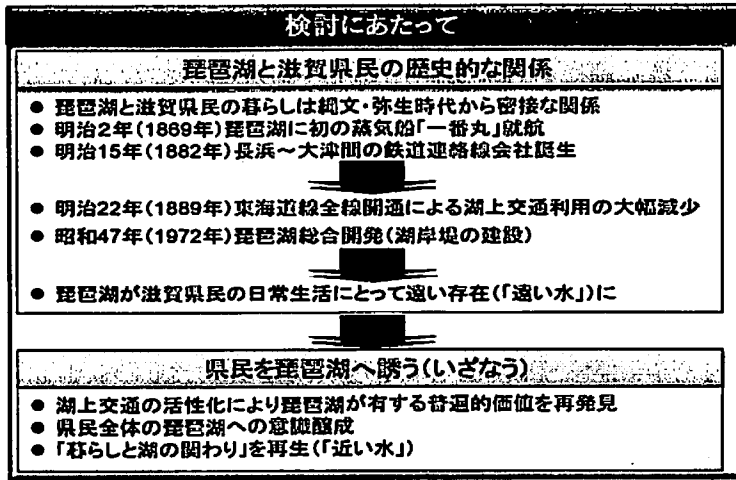 検討にあたって
琵琶湖と滋賀県民の歴史的な関係
● 琵琶湖と滋賀県民の暮らしは縄文・弥生時代から密接な関係
● 明治2年(1869年)琵琶湖に初の蒸気船「一番丸」就航
● 明治15年(1882年)長浜～大津間の鉄道連絡線会社誕生
● 明治22年(1889年)東海道線全線開通による湖上交通利用の大幅減少
● 昭和47年(1972年)琵琶湖総合開発(湖岸堤の建設)
● 琵琶湖が滋賀県民の日常生活にとって遠い存在(「遠い水」)に
県民を琵琶湖へ誘う(いざなう)
● 湖上交通の活性化により琵琶湖が有する普遍的価値を再発見
● 県民全体の琵琶湖への意識醸成
● 「暮らしと湖の関わり」を再生(「近い水」)